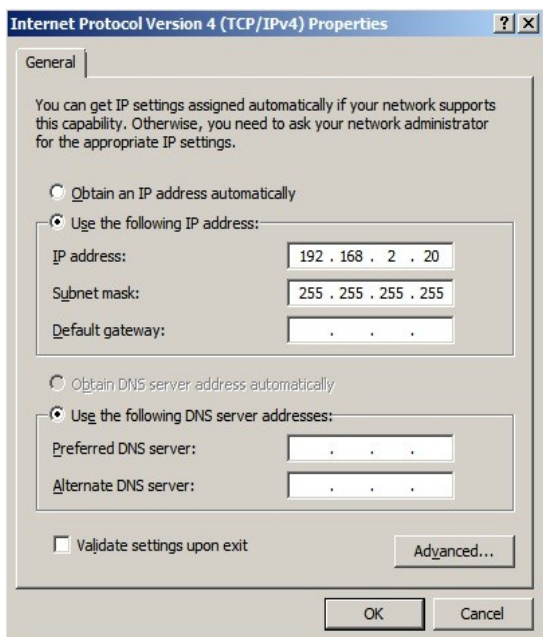 Internet Protocol Version 4 (TCP/IPv4) Properties
General
You can get IP settings assigned automatically if your network supports
this capability. Otherwise, you need to ask your network administrator
for the appropriate IP settings.
Obtain an IP address automatically
Use the following IP address:
IP address: 192 . 168 . 2 . 20
Subnet mask: 255 . 255 . 255 . 255
Default gateway: . . .
Obtain DNS server address automatically
Use the following DNS server addresses:
Preferred DNS server: . . .
Alternate DNS server: . . .
Validate settings upon exit
Advanced...
OK Cancel